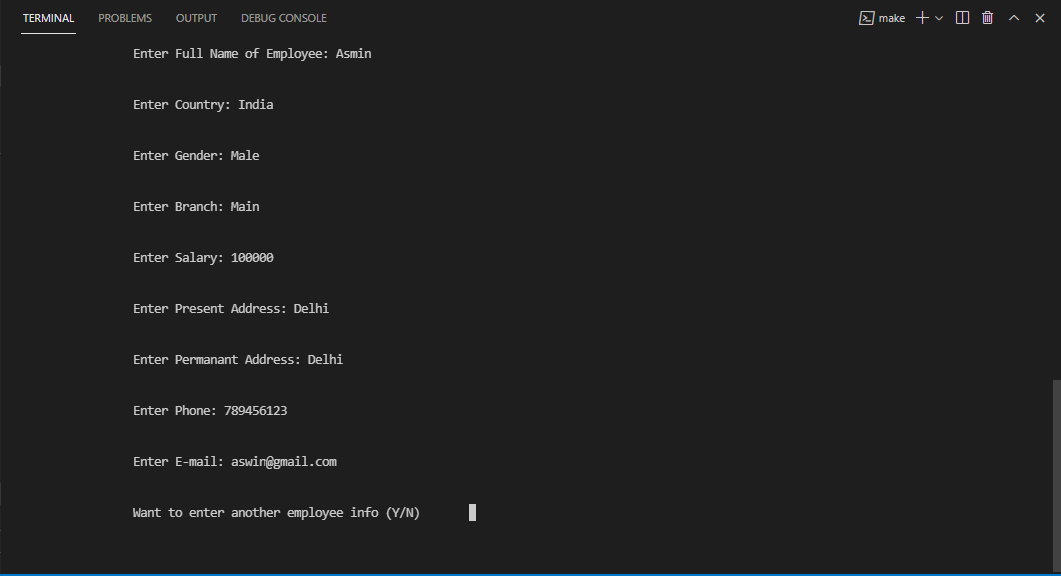 TERMINAL PROBLEMS OUTPUT DEBUG CONSOLE make
Enter Full Name of Employee: Asmin
Enter Country: India
Enter Gender: Male
Enter Branch: Main
Enter Salary: 100000
Enter Present Address: Delhi
Enter Permanant Address: Delhi
Enter Phone: 789456123
Enter E-mail: aswin@gmail.com
Want to enter another employee info (Y/N)